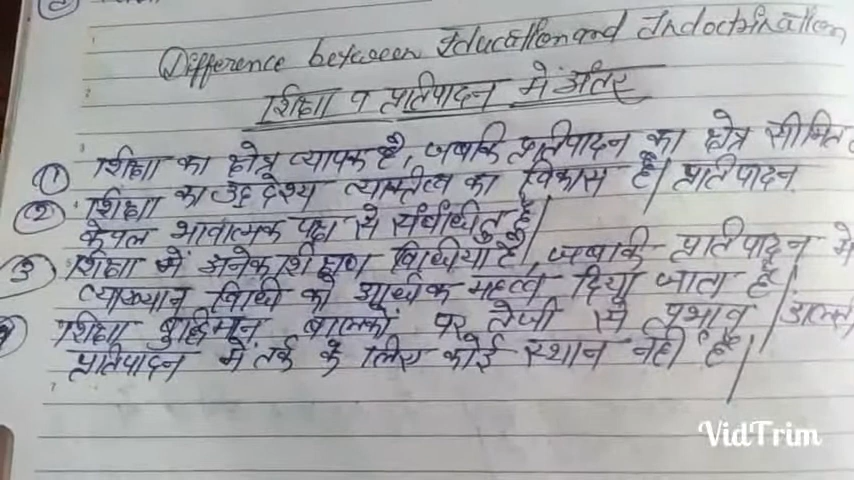 Difference between Education and Indoctrination
शिक्षा व प्रतिपादन में अंतर
① शिक्षा का क्षेत्र व्यापक है, जबकि प्रतिपादन का क्षेत्र सीमित
② शिक्षा का उद्देश्य व्यक्तित्व का विकास है। प्रतिपादन
केवल भावात्मक पक्ष से संबंधित है।
3 शिक्षा में अनेक शिक्षण विधियाँ है, जबकि प्रतिपादन में
व्याख्यान विधी को अधिक महत्व दिया जाता है।
शिक्षा बुद्धिमान बालकों पर तेजी से प्रभाव
प्रतिपादन में तर्क के लिए कोई स्थान नहीं है।
VidTrim